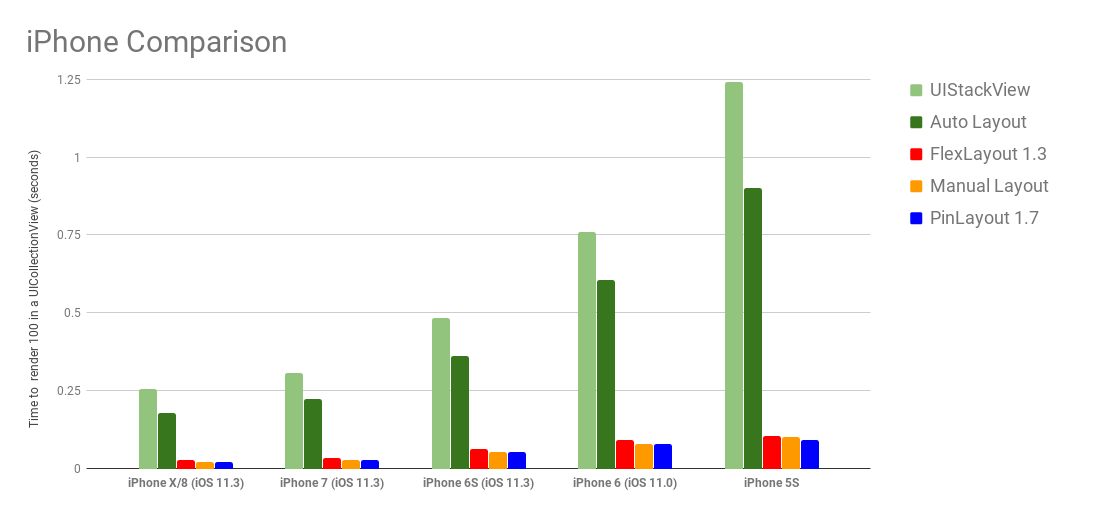 iPhone Comparison
Time to render 100 in a UICollectionView (seconds)
1.25
1
0.75
0.5
0.25
0
iPhone X/8 (iOS 11.3)
iPhone 7 (iOS 11.3)
iPhone 6S (iOS 11.3)
iPhone 6 (iOS 11.0)
iPhone 5S
UIStackView
Auto Layout
FlexLayout 1.3
Manual Layout
PinLayout 1.7